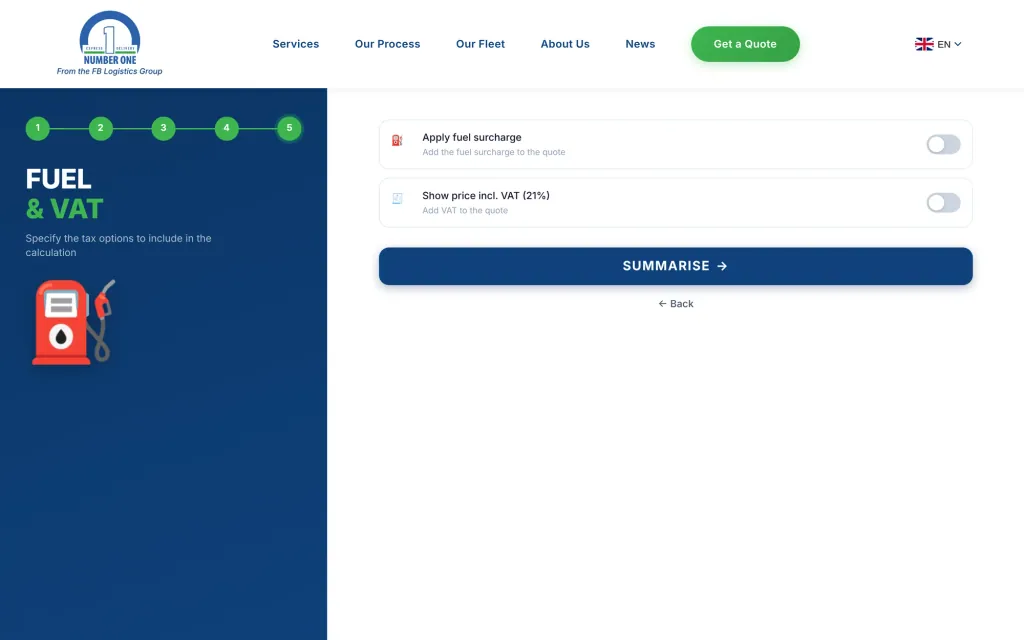 1
EXPRESS DELIVERY
NUMBER ONE
From the FB Logistics Group
Services
Our Process
Our Fleet
About Us
News
Get a Quote
EN
1 2 3 4 5
FUEL
& VAT
Specify the tax options to include in the
calculation
Apply fuel surcharge
Add the fuel surcharge to the quote
Show price incl. VAT (21%)
Add VAT to the quote
SUMMARISE →
← Back